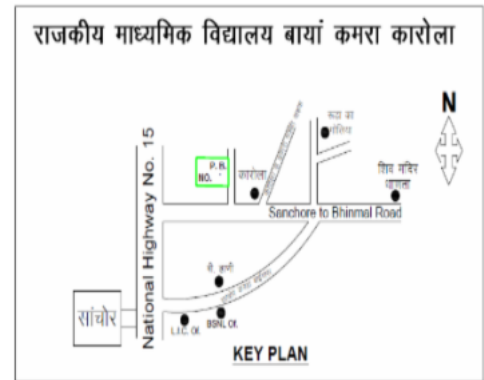 राजकीय माध्यमिक विद्यालय बायां कमरा कारोला
N
National Highway No. 15
P. B.
NO.
कारोला
शिव मंदिर
Sanchore to Bhinmal Road
सांचोर
L.I.C. Of.
BSNL Of.
KEY PLAN